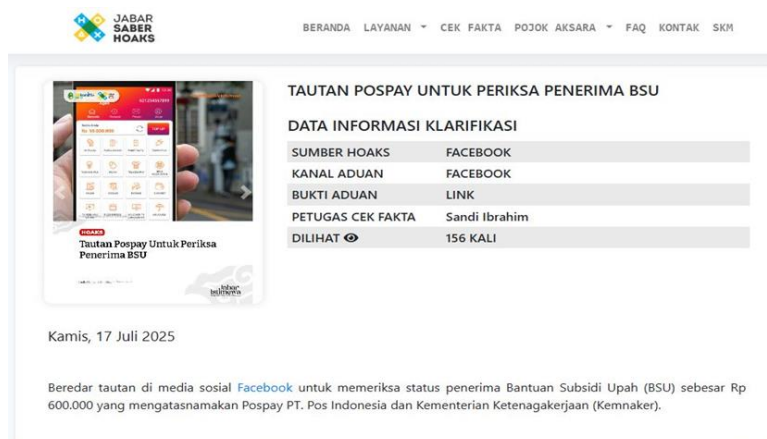 JABAR
SABER
HOAKS
BERANDA LAYANAN CEK FAKTA POJOK AKSARA FAQ KONTAK SKM
TAUTAN POSPAY UNTUK PERIKSA PENERIMA BSU
DATA INFORMASI KLARIFIKASI
SUMBER HOAKS FACEBOOK
KANAL ADUAN FACEBOOK
BUKTI ADUAN LINK
PETUGAS CEK FAKTA Sandi Ibrahim
DILIHAT 156 KALI
HOAKS
Tautan Pospay Untuk Periksa
Penerima BSU
Jabar
Istimewa
Kamis, 17 Juli 2025
Beredar tautan di media sosial Facebook untuk memeriksa status penerima Bantuan Subsidi Upah (BSU) sebesar Rp
600.000 yang mengatasnamakan Pospay PT. Pos Indonesia dan Kementerian Ketenagakerjaan (Kemnaker).